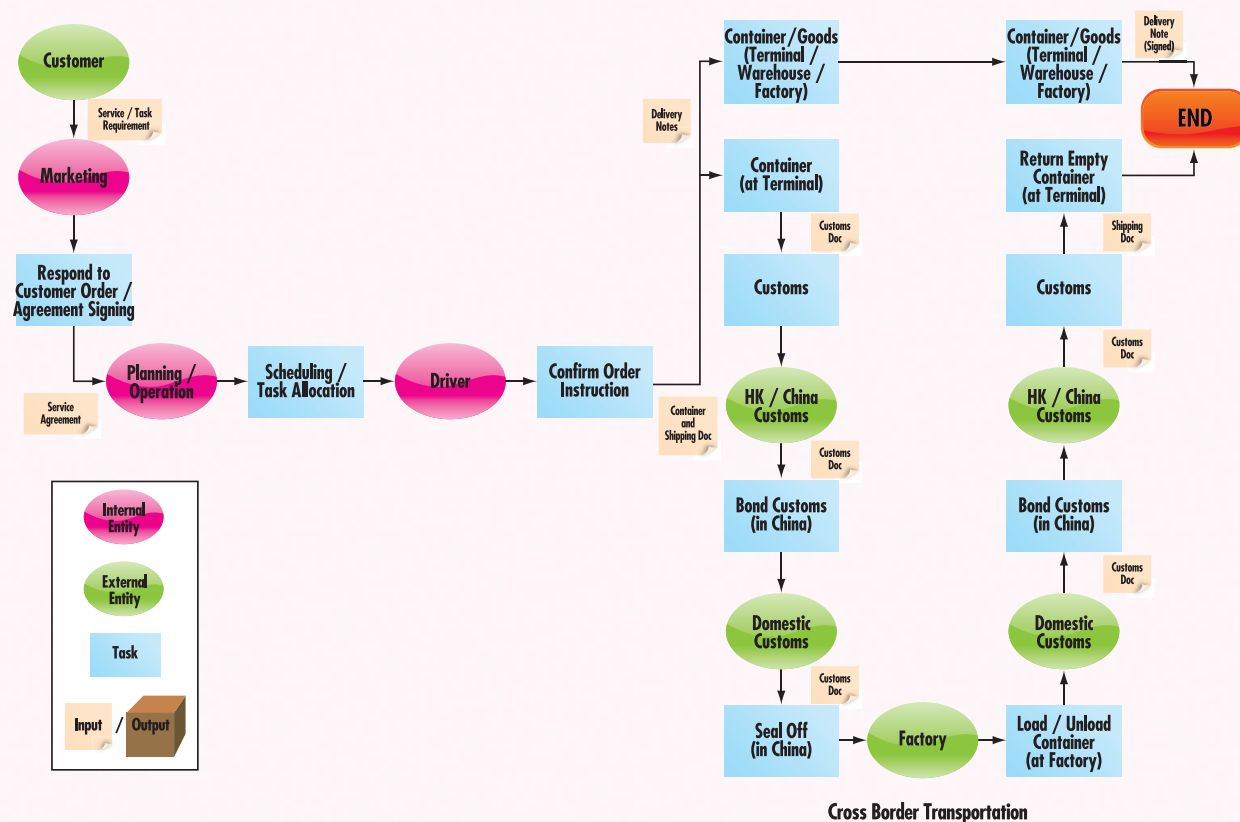 Customer
Service / Task
Requirement
Marketing
Respond to
Customer Order /
Agreement Signing
Service
Agreement
Planning /
Operation
Scheduling /
Task Allocation
Driver
Confirm Order
Instruction
Container
and
Shipping Doc
Delivery
Notes
Container/Goods
(Terminal /
Warehouse /
Factory)
Container/Goods
(Terminal /
Warehouse /
Factory)
Delivery
Note
(Signed)
END
Container
(at Terminal)
Customs
Doc
Customs
HK / China
Customs
Customs
Doc
Bond Customs
(in China)
Domestic
Customs
Customs
Doc
Seal Off
(in China)
Factory
Load / Unload
Container
(at Factory)
Domestic
Customs
Customs
Doc
Bond Customs
(in China)
HK / China
Customs
Customs
Doc
Customs
Shipping
Doc
Return Empty
Container
(at Terminal)
Cross Border Transportation
Internal
Entity
External
Entity
Task
Input / Output